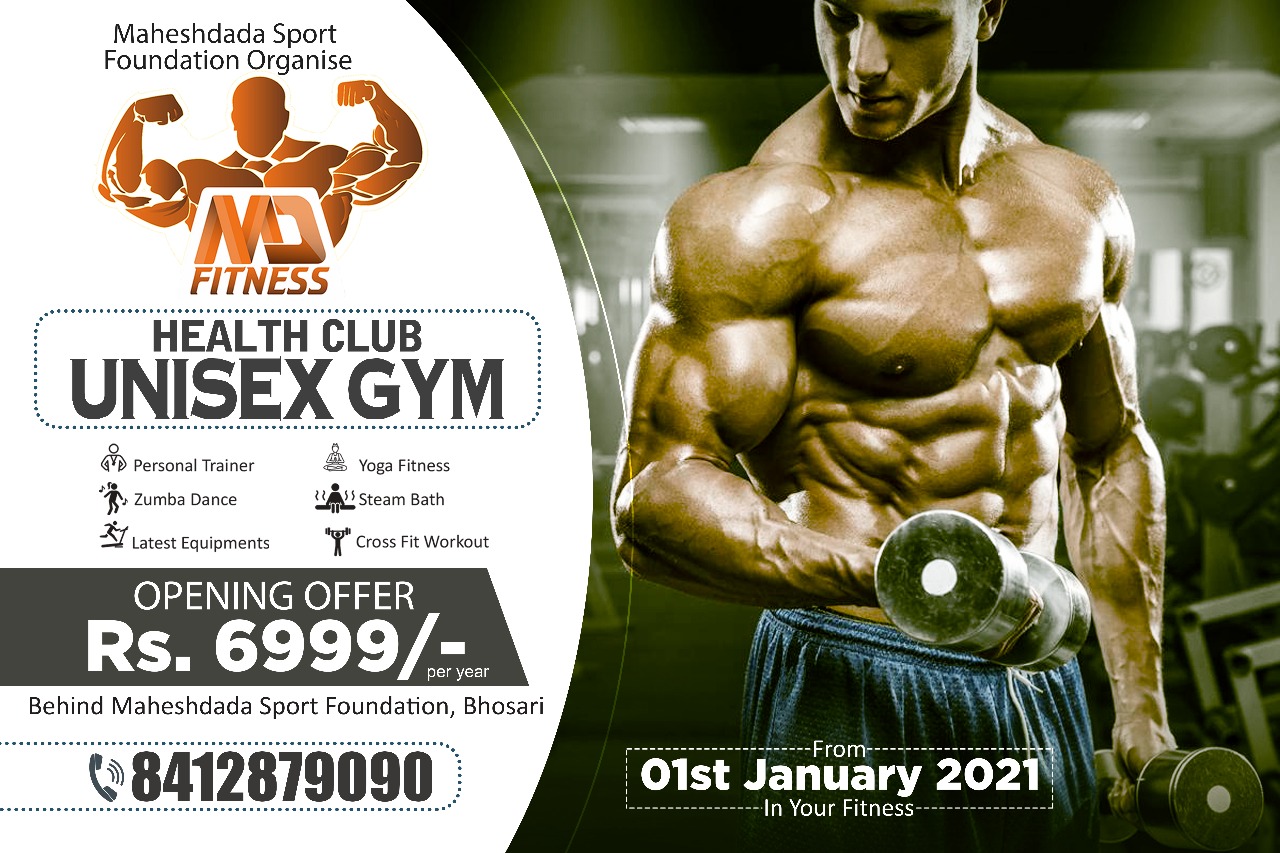 Maheshdada Sport
Foundation Organise
MD
FITNESS
HEALTH CLUB
UNISEX GYM
Personal Trainer
Yoga Fitness
Zumba Dance
Steam Bath
Latest Equipments
Cross Fit Workout
OPENING OFFER
Rs. 6999/-
per year
Behind Maheshdada Sport Foundation, Bhosari
8412879090
From
01st January 2021
In Your Fitness